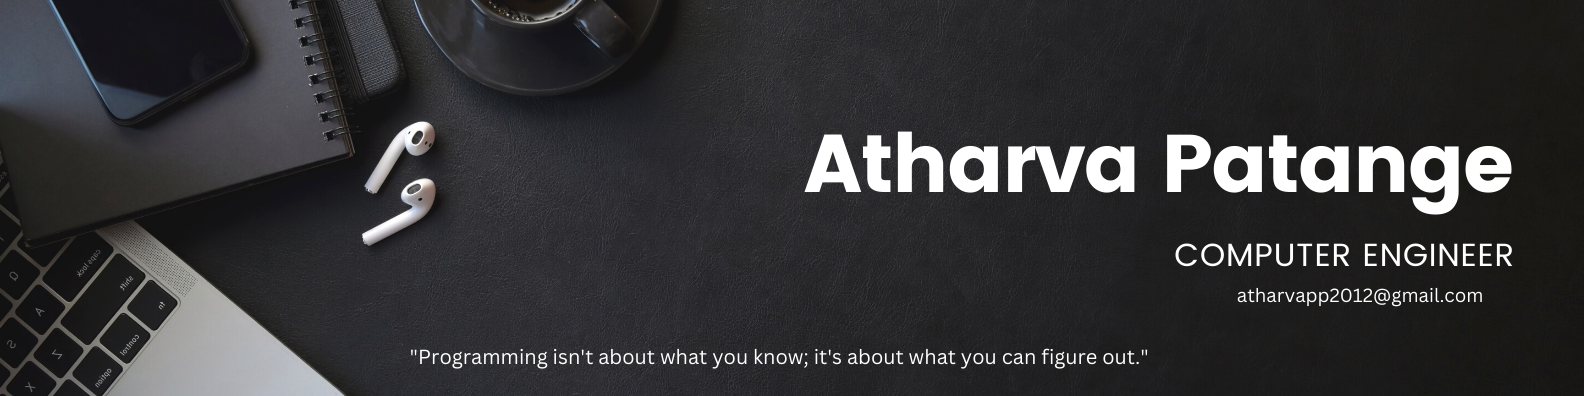 Atharva Patange
COMPUTER ENGINEER
atharvapp2012@gmail.com
"Programming isn't about what you know; it's about what you can figure out."
caps lock
shift
fn
control
option
Q
A
S
Z
X